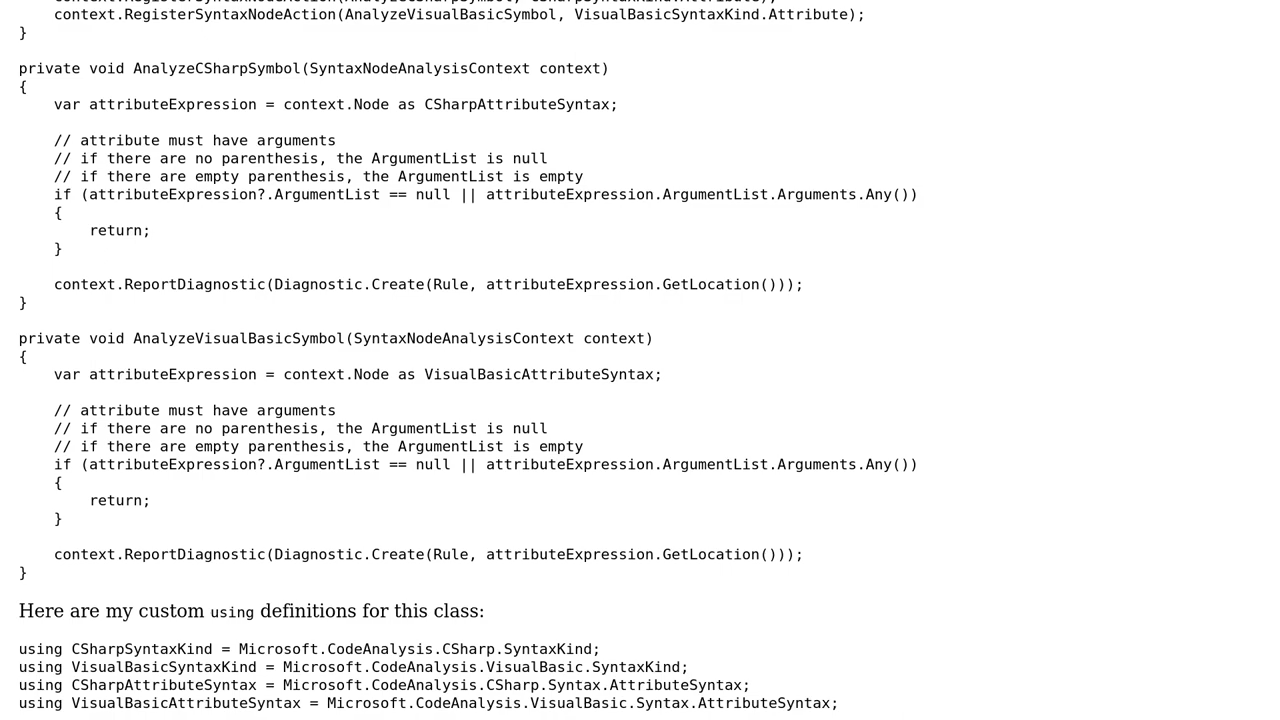 context.RegisterSyntaxNodeAction(AnalyzeCSharpSymbol, CSharpSyntaxKind.Attribute);
    context.RegisterSyntaxNodeAction(AnalyzeVisualBasicSymbol, VisualBasicSyntaxKind.Attribute);
}
private void AnalyzeCSharpSymbol(SyntaxNodeAnalysisContext context)
{
    var attributeExpression = context.Node as CSharpAttributeSyntax;
    // attribute must have arguments
    // if there are no parenthesis, the ArgumentList is null
    // if there are empty parenthesis, the ArgumentList is empty
    if (attributeExpression?.ArgumentList == null || attributeExpression.ArgumentList.Arguments.Any())
    {
        return;
    }
    context.ReportDiagnostic(Diagnostic.Create(Rule, attributeExpression.GetLocation()));
}
private void AnalyzeVisualBasicSymbol(SyntaxNodeAnalysisContext context)
{
    var attributeExpression = context.Node as VisualBasicAttributeSyntax;
    // attribute must have arguments
    // if there are no parenthesis, the ArgumentList is null
    // if there are empty parenthesis, the ArgumentList is empty
    if (attributeExpression?.ArgumentList == null || attributeExpression.ArgumentList.Arguments.Any())
    {
        return;
    }
    context.ReportDiagnostic(Diagnostic.Create(Rule, attributeExpression.GetLocation()));
}
Here are my custom using definitions for this class:
using CSharpSyntaxKind = Microsoft.CodeAnalysis.CSharp.SyntaxKind;
using VisualBasicSyntaxKind = Microsoft.CodeAnalysis.VisualBasic.SyntaxKind;
using CSharpAttributeSyntax = Microsoft.CodeAnalysis.CSharp.Syntax.AttributeSyntax;
using VisualBasicAttributeSyntax = Microsoft.CodeAnalysis.VisualBasic.Syntax.AttributeSyntax;